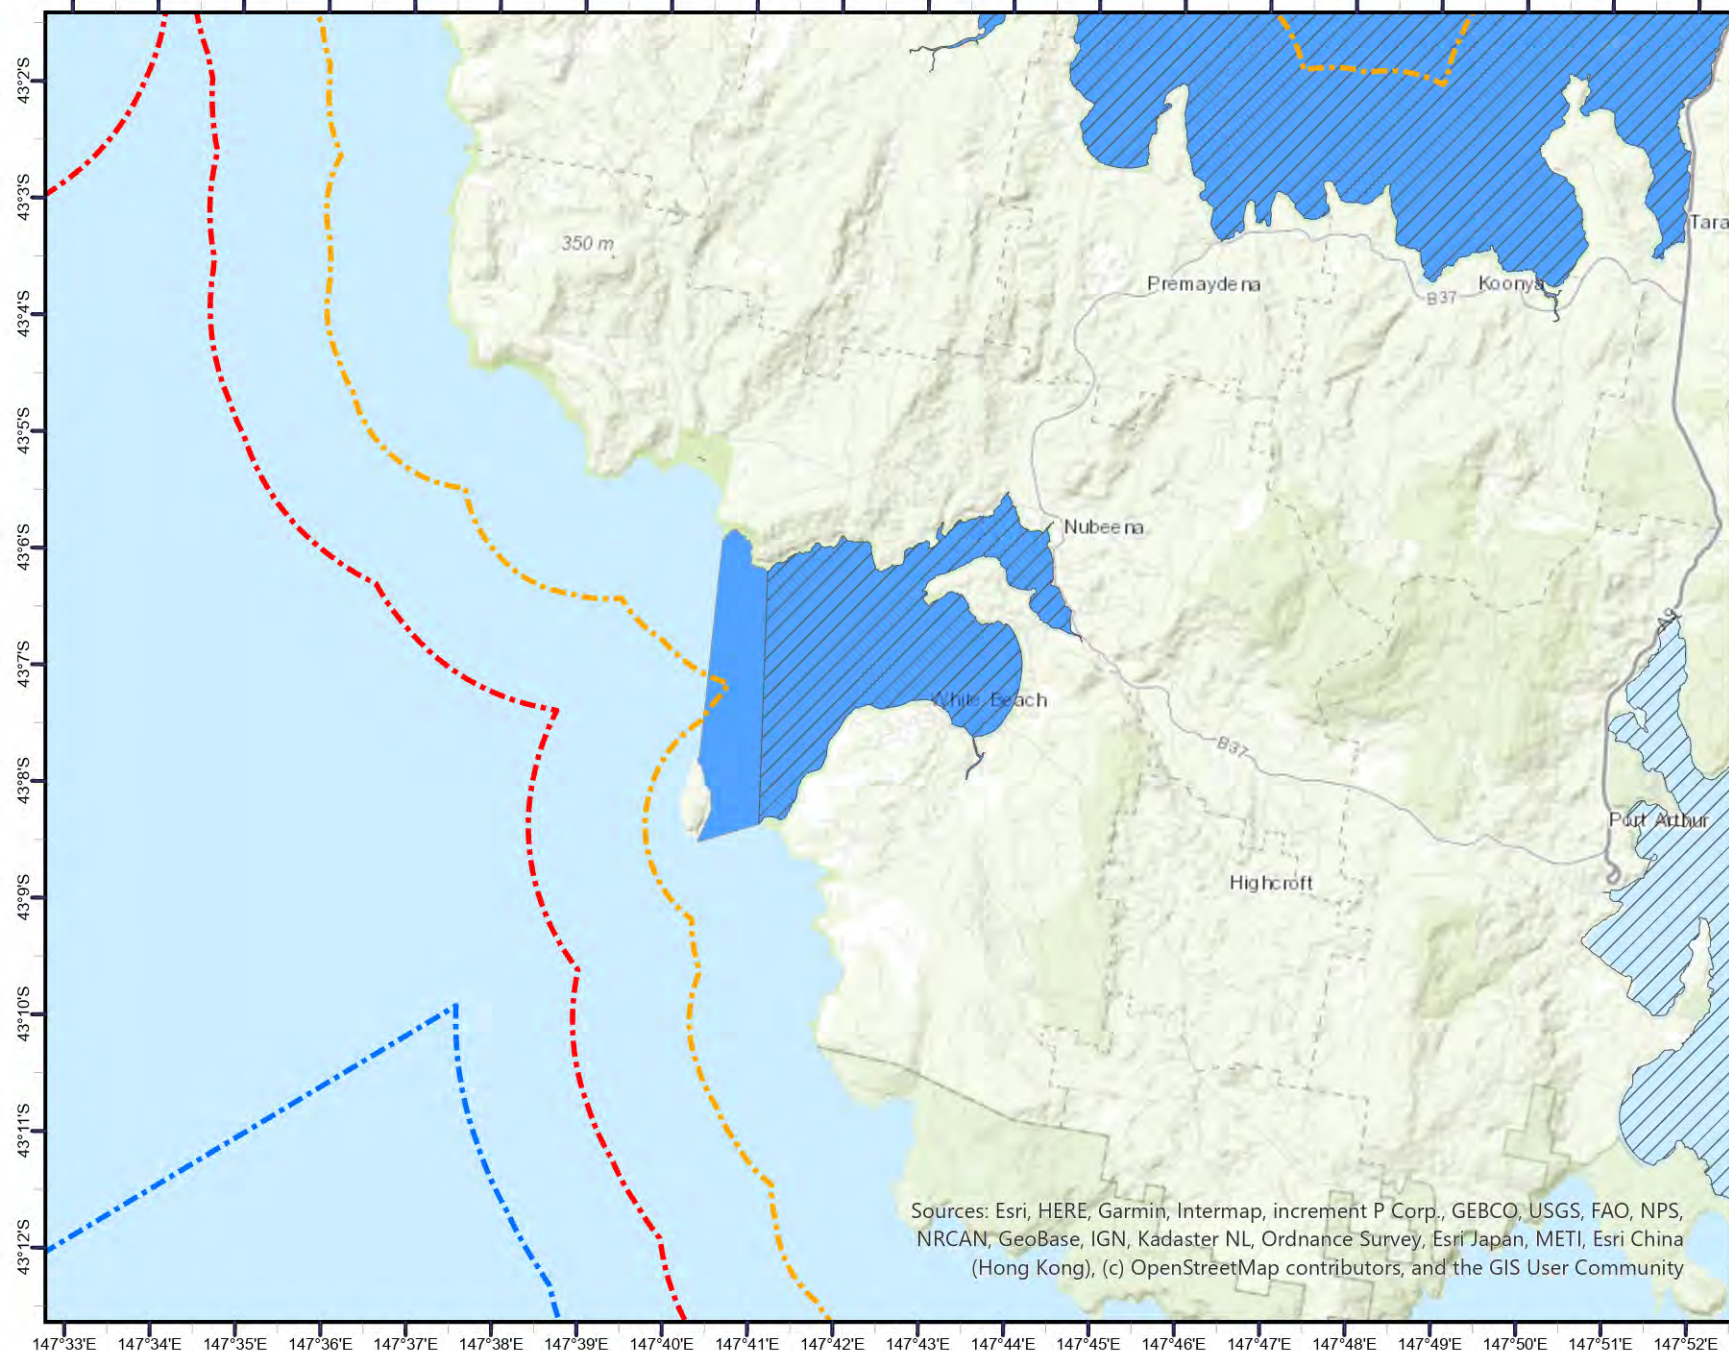 43°2'S
43°3'S
43°4'S
43°5'S
43°6'S
43°7'S
43°8'S
43°9'S
43°10'S
43°11'S
43°12'S
Tara
350 m
Premaydena
Koonya
B37
Nubeena
A9
White Beach
B37
Port Arthur
Highcroft
Sources: Esri, HERE, Garmin, Intermap, increment P Corp., GEBCO, USGS, FAO, NPS,
NRCAN, GeoBase, IGN, Kadaster NL, Ordnance Survey, Esri Japan, METI, Esri China
(Hong Kong), (c) OpenStreetMap contributors, and the GIS User Community
147°33'E 147°34'E 147°35'E 147°36'E 147°37'E 147°38'E 147°39'E 147°40'E 147°41'E 147°42'E 147°43'E 147°44'E 147°45'E 147°46'E 147°47'E 147°48'E 147°49'E 147°50'E 147°51'E 147°52'E